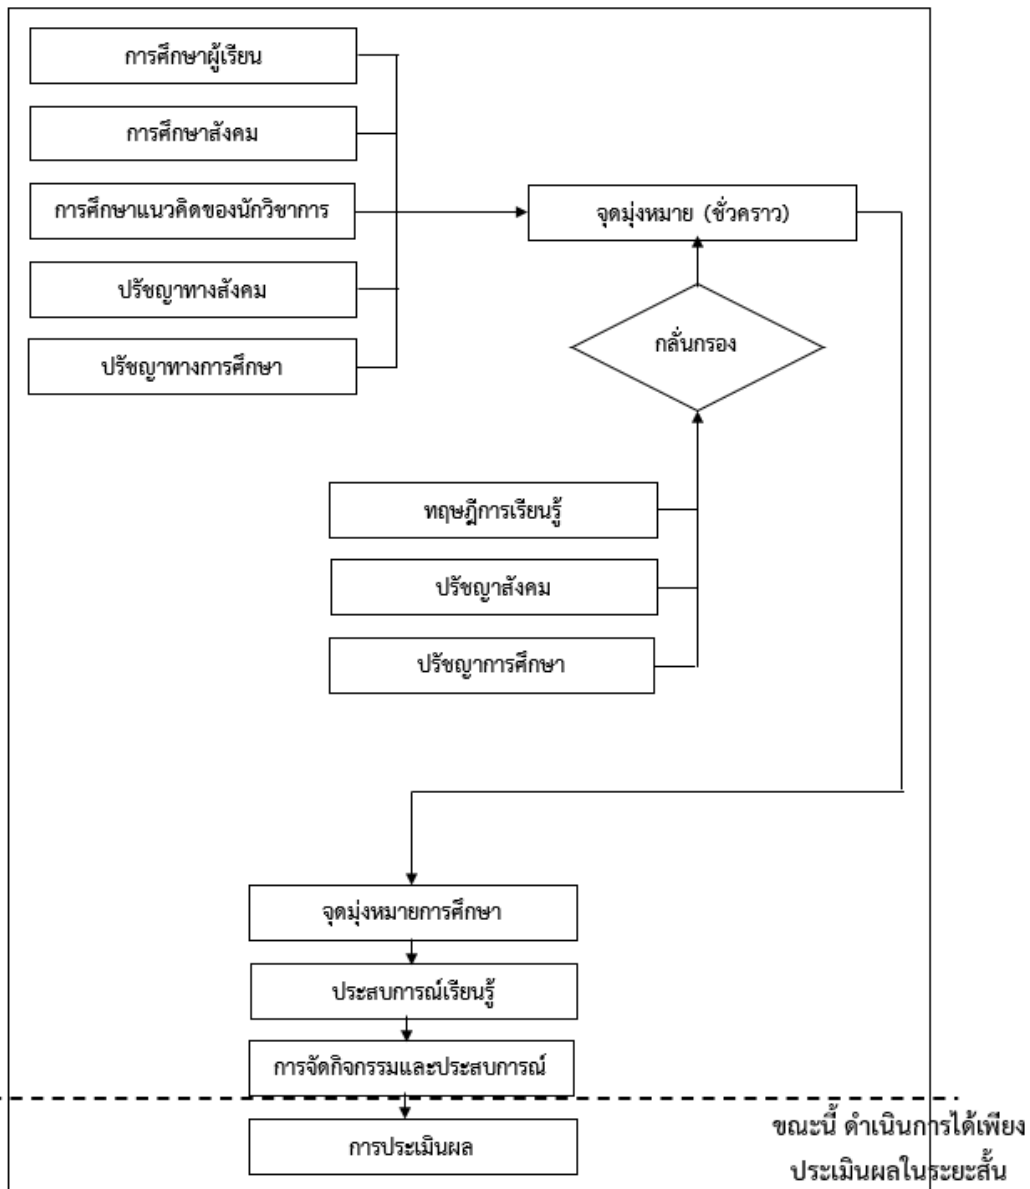 การศึกษาผู้เรียน
การศึกษาสังคม
การศึกษาแนวคิดของนักวิชาการ
จุดมุ่งหมาย (ชั่วคราว)
ปรัชญาทางสังคม
กลั่นกรอง
ปรัชญาทางการศึกษา
ทฤษฎีการเรียนรู้
ปรัชญาสังคม
ปรัชญาการศึกษา
จุดมุ่งหมายการศึกษา
ประสบการณ์เรียนรู้
การจัดกิจกรรมและประสบการณ์
การประเมินผล
ขณะนี้ ดำเนินการได้เพียง
ประเมินผลในระยะสั้น